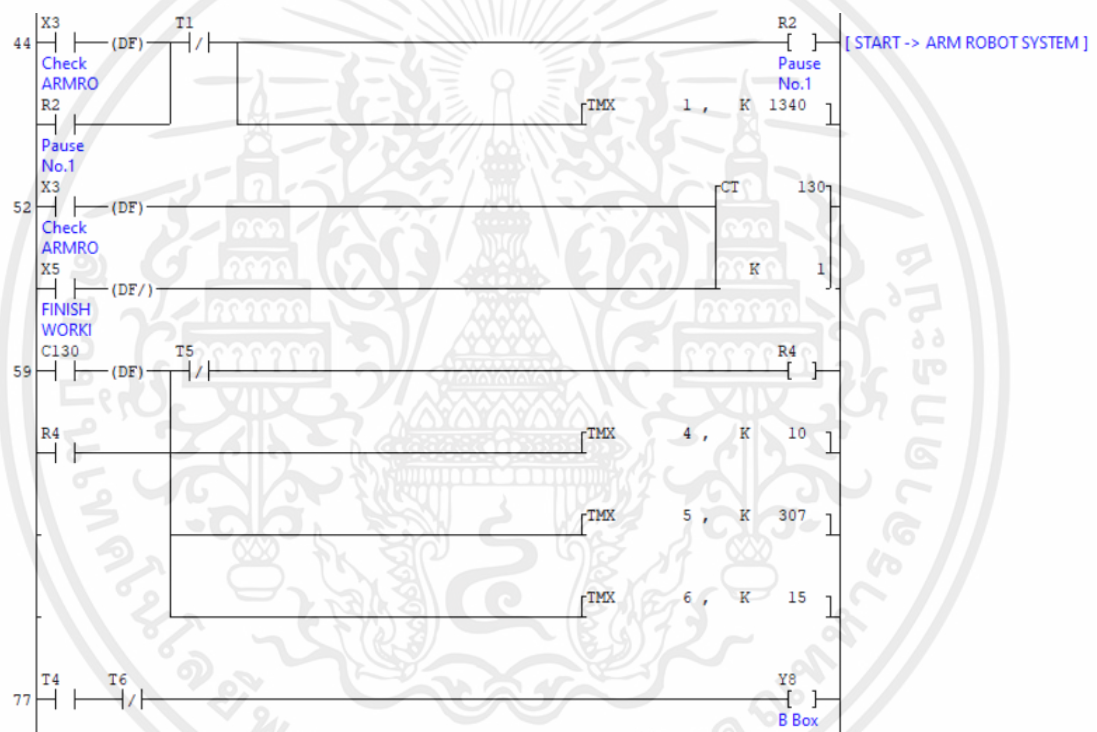 X3 T1 R2
44 (DF) [ START -> ARM ROBOT SYSTEM ]
Check Pause
ARMRO No.1
R2 TMX 1 , K 1340
Pause
No.1
X3 CT 130
52 (DF)
Check
ARMRO
X5 K 1
(DF/)
FINISH
WORKI
C130 T5 R4
59 (DF)
R4 TMX 4 , K 10
TMX 5 , K 307
TMX 6 , K 15
T4 T6 Y8
77
B Box